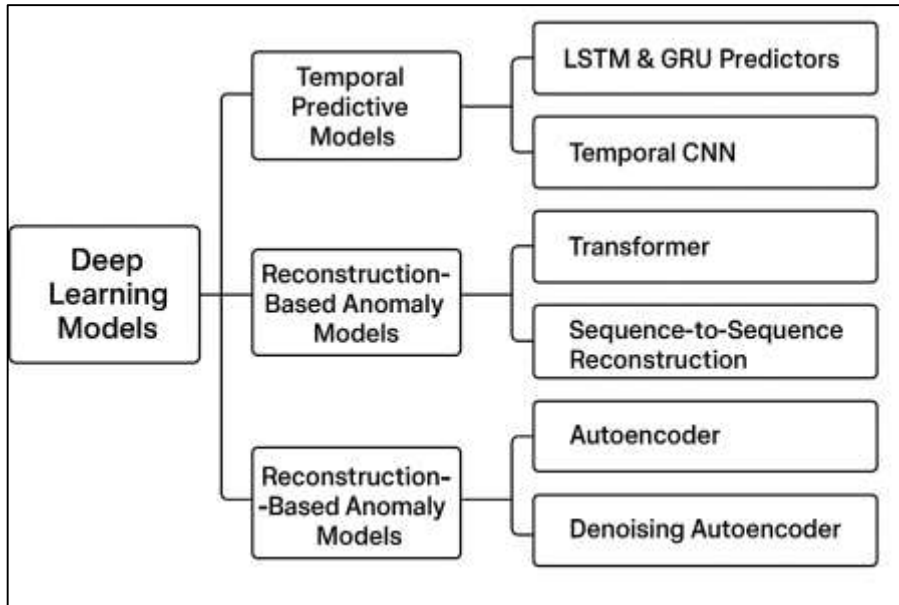 Deep
Learning
Models
Temporal
Predictive
Models
LSTM & GRU Predictors
Temporal CNN
Reconstruction-
Based Anomaly
Models
Transformer
Sequence-to-Sequence
Reconstruction
Reconstruction-
-Based Anomaly
Models
Autoencoder
Denoising Autoencoder